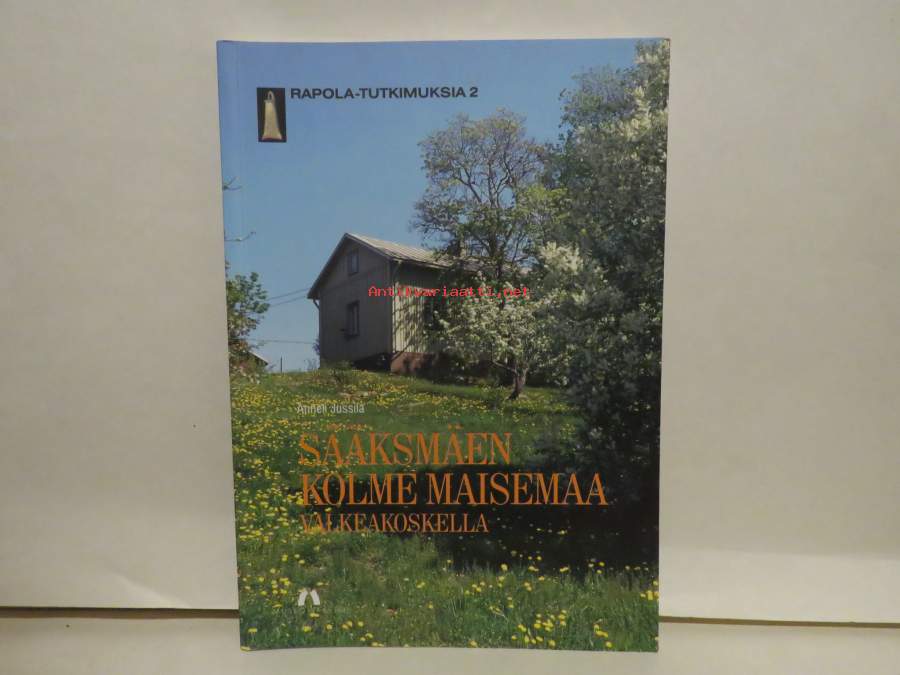 RAPOLA-TUTKIMUKSIA 2
Antikvariaatti.net
Anneli Jussila
SÄÄKSMÄEN
KOLME MAISEMAA
VALKEAKOSKELLA